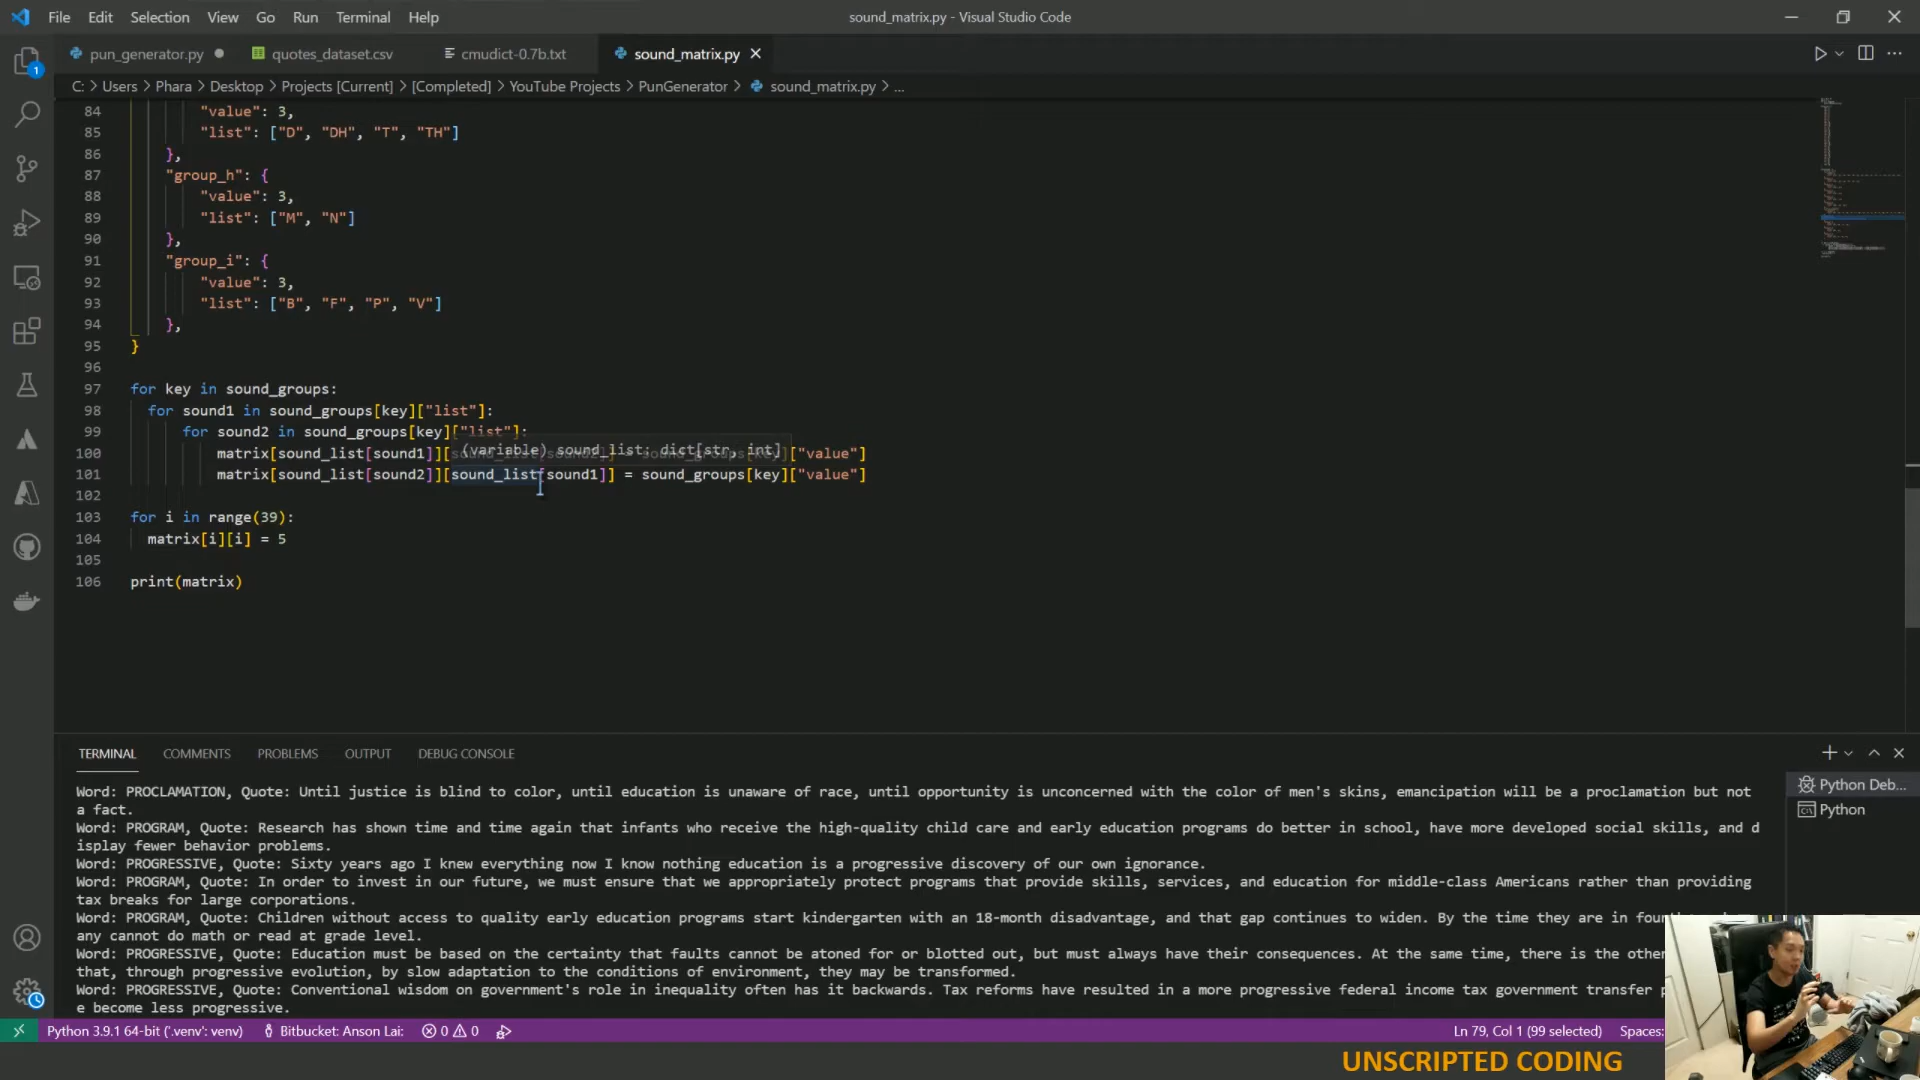 File Edit Selection View Go Run Terminal Help
sound_matrix.py - Visual Studio Code
pun_generator.py quotes_dataset.csv cmudict-0.7b.txt sound_matrix.py
C: > Users > Phara > Desktop > Projects [Current] > [Completed] > YouTube Projects > PunGenerator > sound_matrix.py > ...
84 "value": 3,
85 "list": ["D", "DH", "T", "TH"]
86 },
87 "group_h": {
88 "value": 3,
89 "list": ["M", "N"]
90 },
91 "group_i": {
92 "value": 3,
93 "list": ["B", "F", "P", "V"]
94 },
95 }
96
97 for key in sound_groups:
98 for sound1 in sound_groups[key]["list"]:
99 for sound2 in sound_groups[key]["list"]:
(variable) sound_list: dict[str, int]
100 matrix[sound_list[sound1]][sound_list[sound2]] = sound_groups[key]["value"]
101 matrix[sound_list[sound2]][sound_list[sound1]] = sound_groups[key]["value"]
102
103 for i in range(39):
104 matrix[i][i] = 5
105
106 print(matrix)
TERMINAL COMMENTS PROBLEMS OUTPUT DEBUG CONSOLE
Python Deb...
Python
Word: PROCLAMATION, Quote: Until justice is blind to color, until education is unaware of race, until opportunity is unconcerned with the color of men's skins, emancipation will be a proclamation but not
a fact.
Word: PROGRAM, Quote: Research has shown time and time again that infants who receive the high-quality child care and early education programs do better in school, have more developed social skills, and d
isplay fewer behavior problems.
Word: PROGRESSIVE, Quote: Sixty years ago I knew everything now I know nothing education is a progressive discovery of our own ignorance.
Word: PROGRAM, Quote: In order to invest in our future, we must ensure that we appropriately protect programs that provide skills, services, and education for middle-class Americans rather than providing
tax breaks for large corporations.
Word: PROGRAM, Quote: Children without access to quality early education programs start kindergarten with an 18-month disadvantage, and that gap continues to widen. By the time they are in
any cannot do math or read at grade level.
Word: PROGRESSIVE, Quote: Education must be based on the certainty that faults cannot be atoned for or blotted out, but must always have their consequences. At the same time, there is the other
that, through progressive evolution, by slow adaptation to the conditions of environment, they may be transformed.
Word: PROGRESSIVE, Quote: Conventional wisdom on government's role in inequality often has it backwards. Tax reforms have resulted in a more progressive federal income tax government transfer
e become less progressive.
Python 3.9.1 64-bit ('.venv': venv) Bitbucket: Anson Lai: 0 0 Ln 79, Col 1 (99 selected) Spaces:
UNSCRIPTED CODING
1